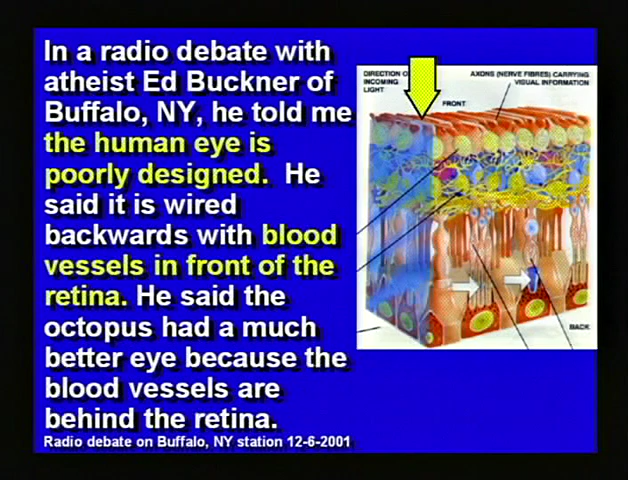 In a radio debate with
atheist Ed Buckner of
Buffalo, NY, he told me
the human eye is
poorly designed. He
said it is wired
backwards with blood
vessels in front of the
retina. He said the
octopus had a much
better eye because the
blood vessels are
behind the retina.
Radio debate on Buffalo, NY station 12-6-2001
DIRECTION
INCOMING
LIGHT
AXONS (NERVE FIBRES) CARRYING
VISUAL INFORMATION
FRONT
BACK